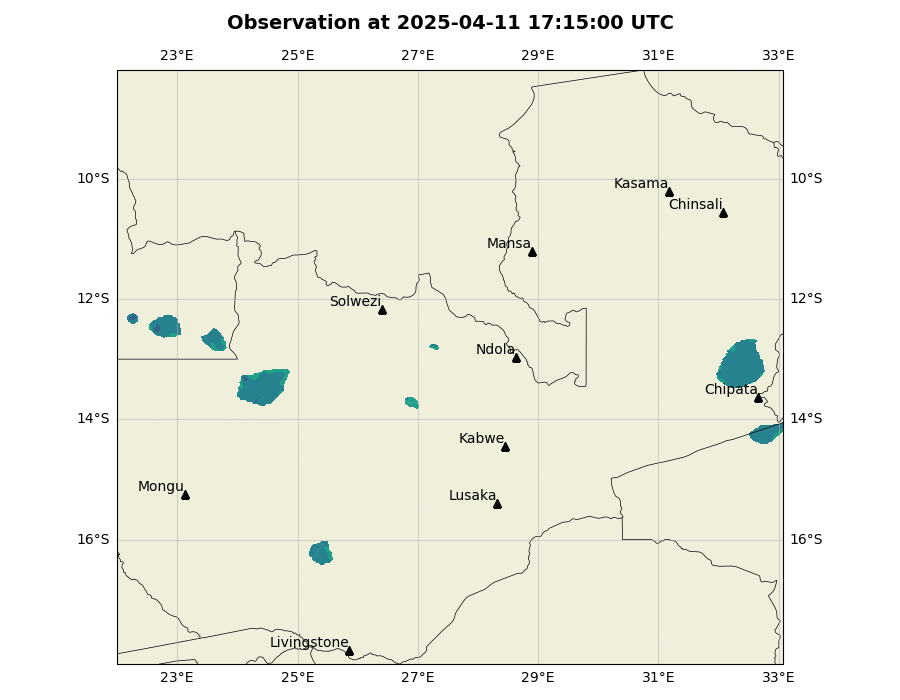 Observation at 2025-04-11 17:15:00 UTC
23°E 25°E 27°E 29°E 31°E 33°E
10°S 10°S
Kasama
Chinsali
Mansa
12°S 12°S
Solwezi
Ndola
Chipata
14°S 14°S
Kabwe
Mongu
Lusaka
16°S 16°S
Livingstone
23°E 25°E 27°E 29°E 31°E 33°E